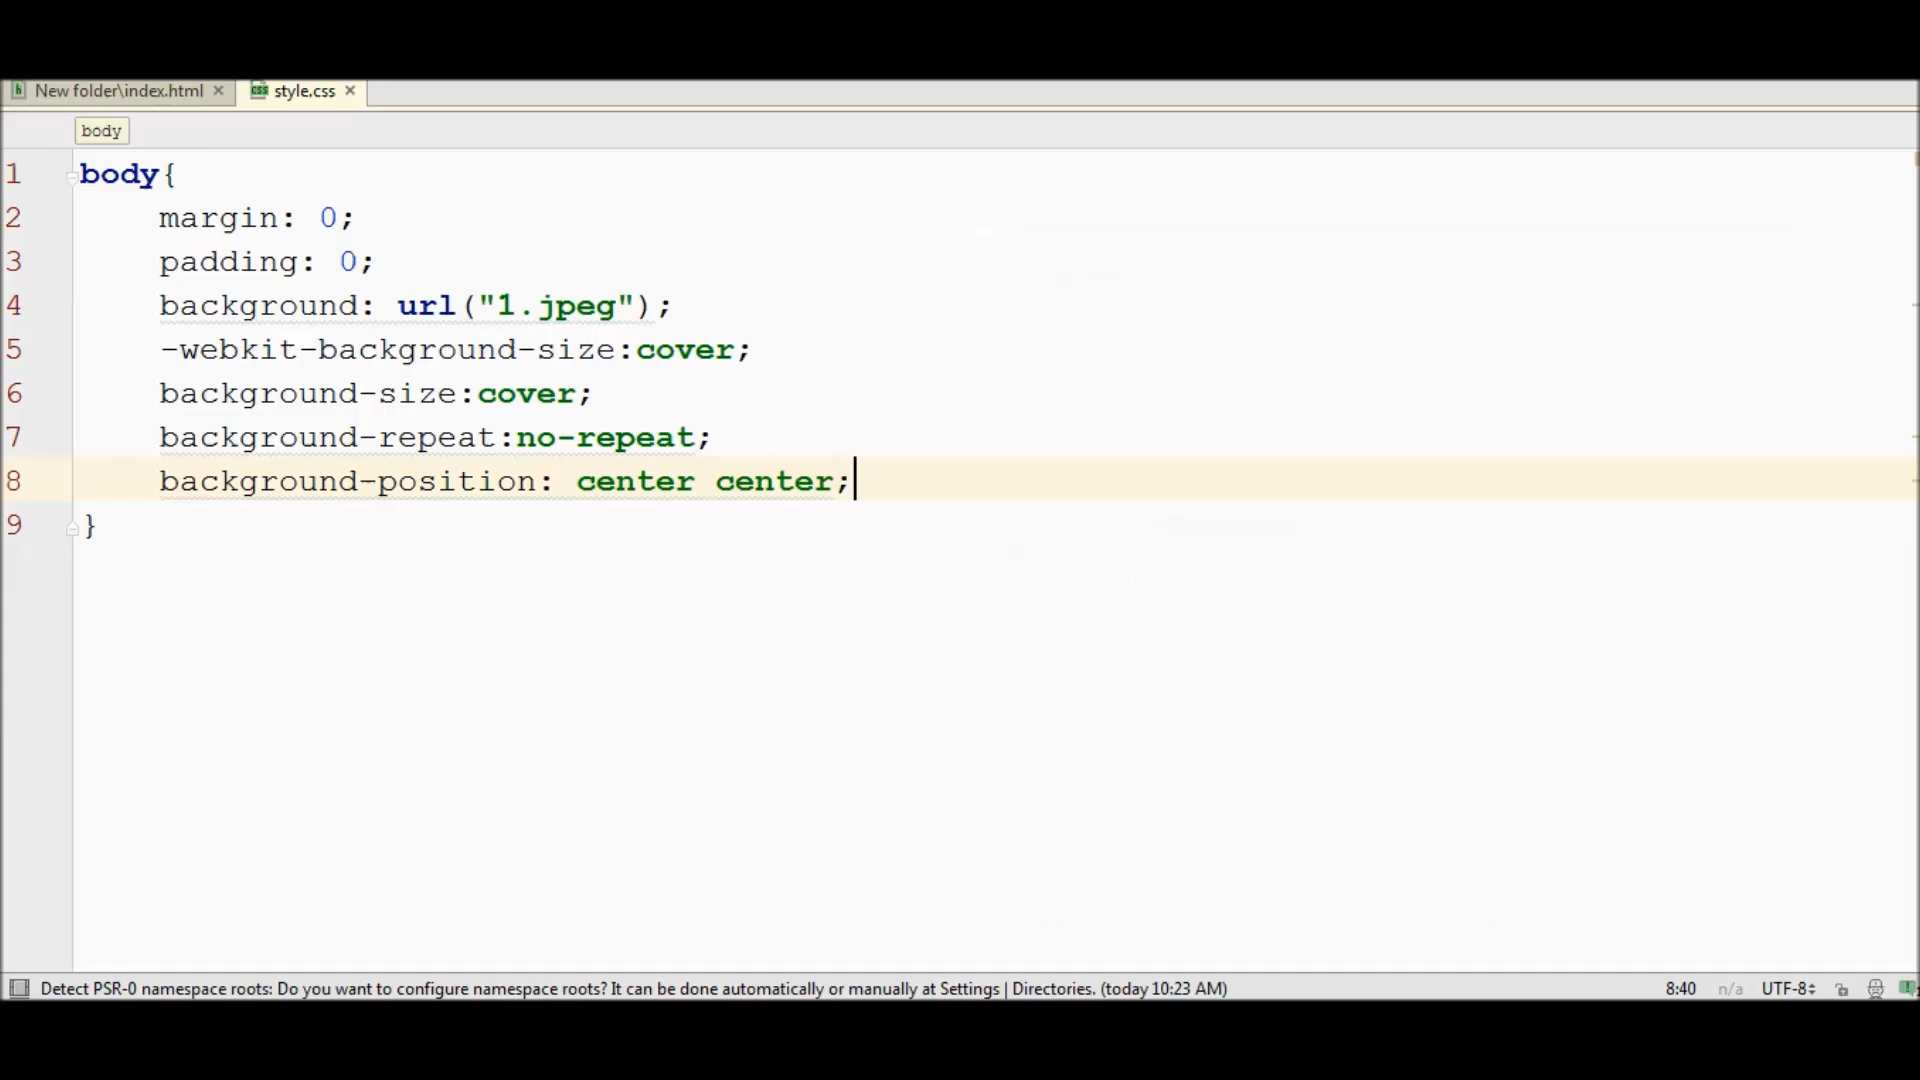 New folder\index.html
style.css
body
1 body{
2 margin: 0;
3 padding: 0;
4 background: url("1.jpeg");
5 -webkit-background-size:cover;
6 background-size:cover;
7 background-repeat:no-repeat;
8 background-position: center center;
9 }
Detect PSR-0 namespace roots: Do you want to configure namespace roots? It can be done automatically or manually at Settings | Directories. (today 10:23 AM) 8:40 n/a UTF-8